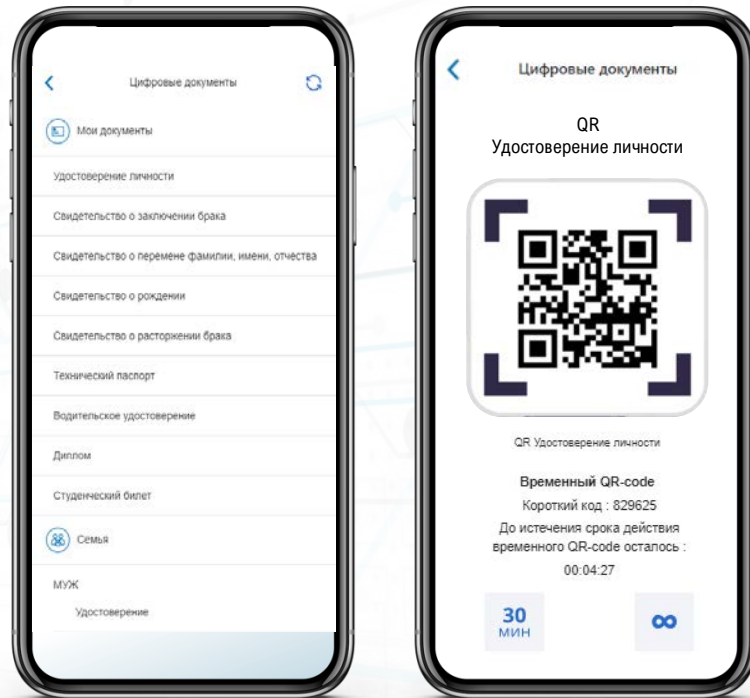 Цифровые документы
Мои документы
Удостоверение личности
Свидетельство о заключении брака
Свидетельство о перемене фамилии, имени, отчества
Свидетельство о рождении
Свидетельство о расторжении брака
Технический паспорт
Водительское удостоверение
Диплом
Студенческий билет
Семья
МУЖ
Удостоверение
Цифровые документы
QR
Удостоверение личности
QR Удостоверение личности
Временный QR-code
Короткий код : 829625
До истечения срока действия
временного QR-code осталось :
00:04:27
30
МИН
∞